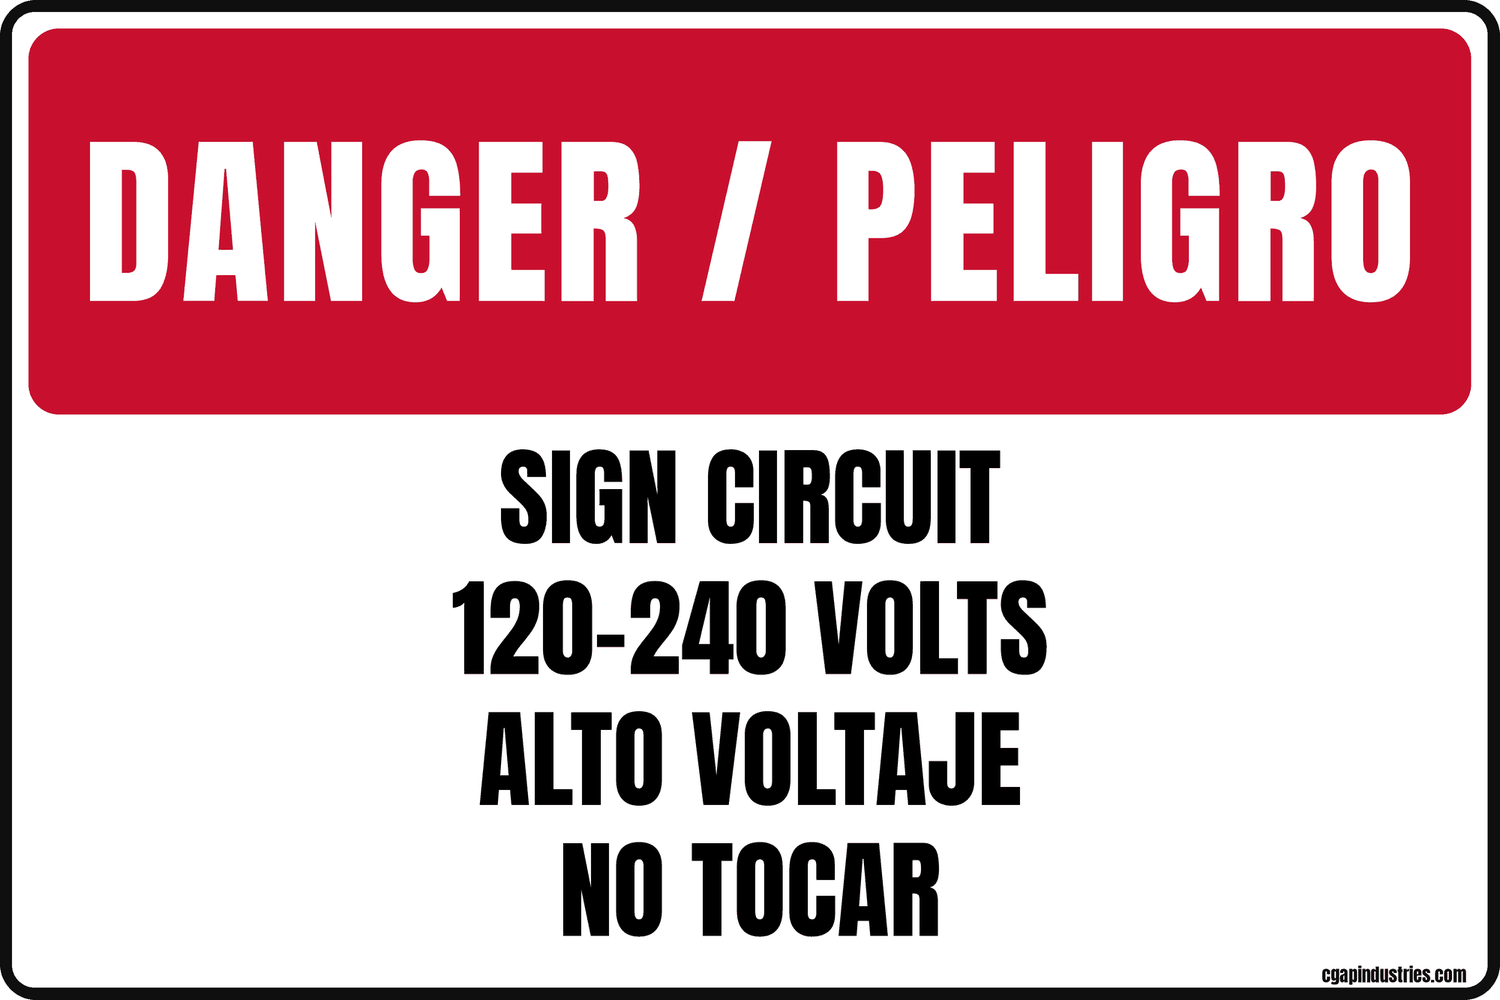 DANGER / PELIGRO
SIGN CIRCUIT
120-240 VOLTS
ALTO VOLTAJE
NO TOCAR
cgapindustries.com